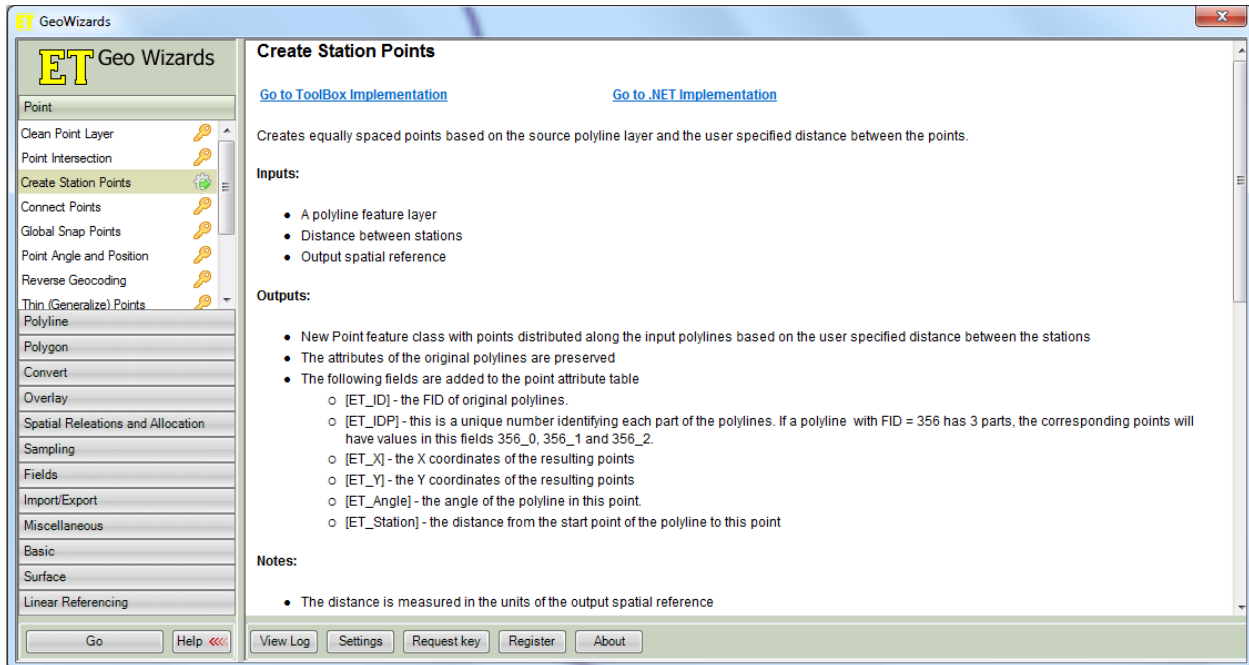 ET GeoWizards
x
ET Geo Wizards
Point
Clean Point Layer
Point Intersection
Create Station Points
Connect Points
Global Snap Points
Point Angle and Position
Reverse Geocoding
Thin (Generalize) Points
Polyline
Polygon
Convert
Overlay
Spatial Releations and Allocation
Sampling
Fields
Import/Export
Miscellaneous
Basic
Surface
Linear Referencing
Go
Help <<<
Create Station Points
Go to ToolBox Implementation
Go to .NET Implementation
Creates equally spaced points based on the source polyline layer and the user specified distance between the points.
Inputs:
● A polyline feature layer
● Distance between stations
● Output spatial reference
Outputs:
● New Point feature class with points distributed along the input polylines based on the user specified distance between the stations
● The attributes of the original polylines are preserved
● The following fields are added to the point attribute table
o [ET_ID] - the FID of original polylines.
o [ET_IDP] - this is a unique number identifying each part of the polylines. If a polyline with FID = 356 has 3 parts, the corresponding points will
have values in this fields 356_0, 356_1 and 356_2.
o [ET_X] - the X coordinates of the resulting points
o [ET_Y] - the Y coordinates of the resulting points
o [ET_Angle] - the angle of the polyline in this point.
o [ET_Station] - the distance from the start point of the polyline to this point
Notes:
● The distance is measured in the units of the output spatial reference
View Log
Settings
Request key
Register
About